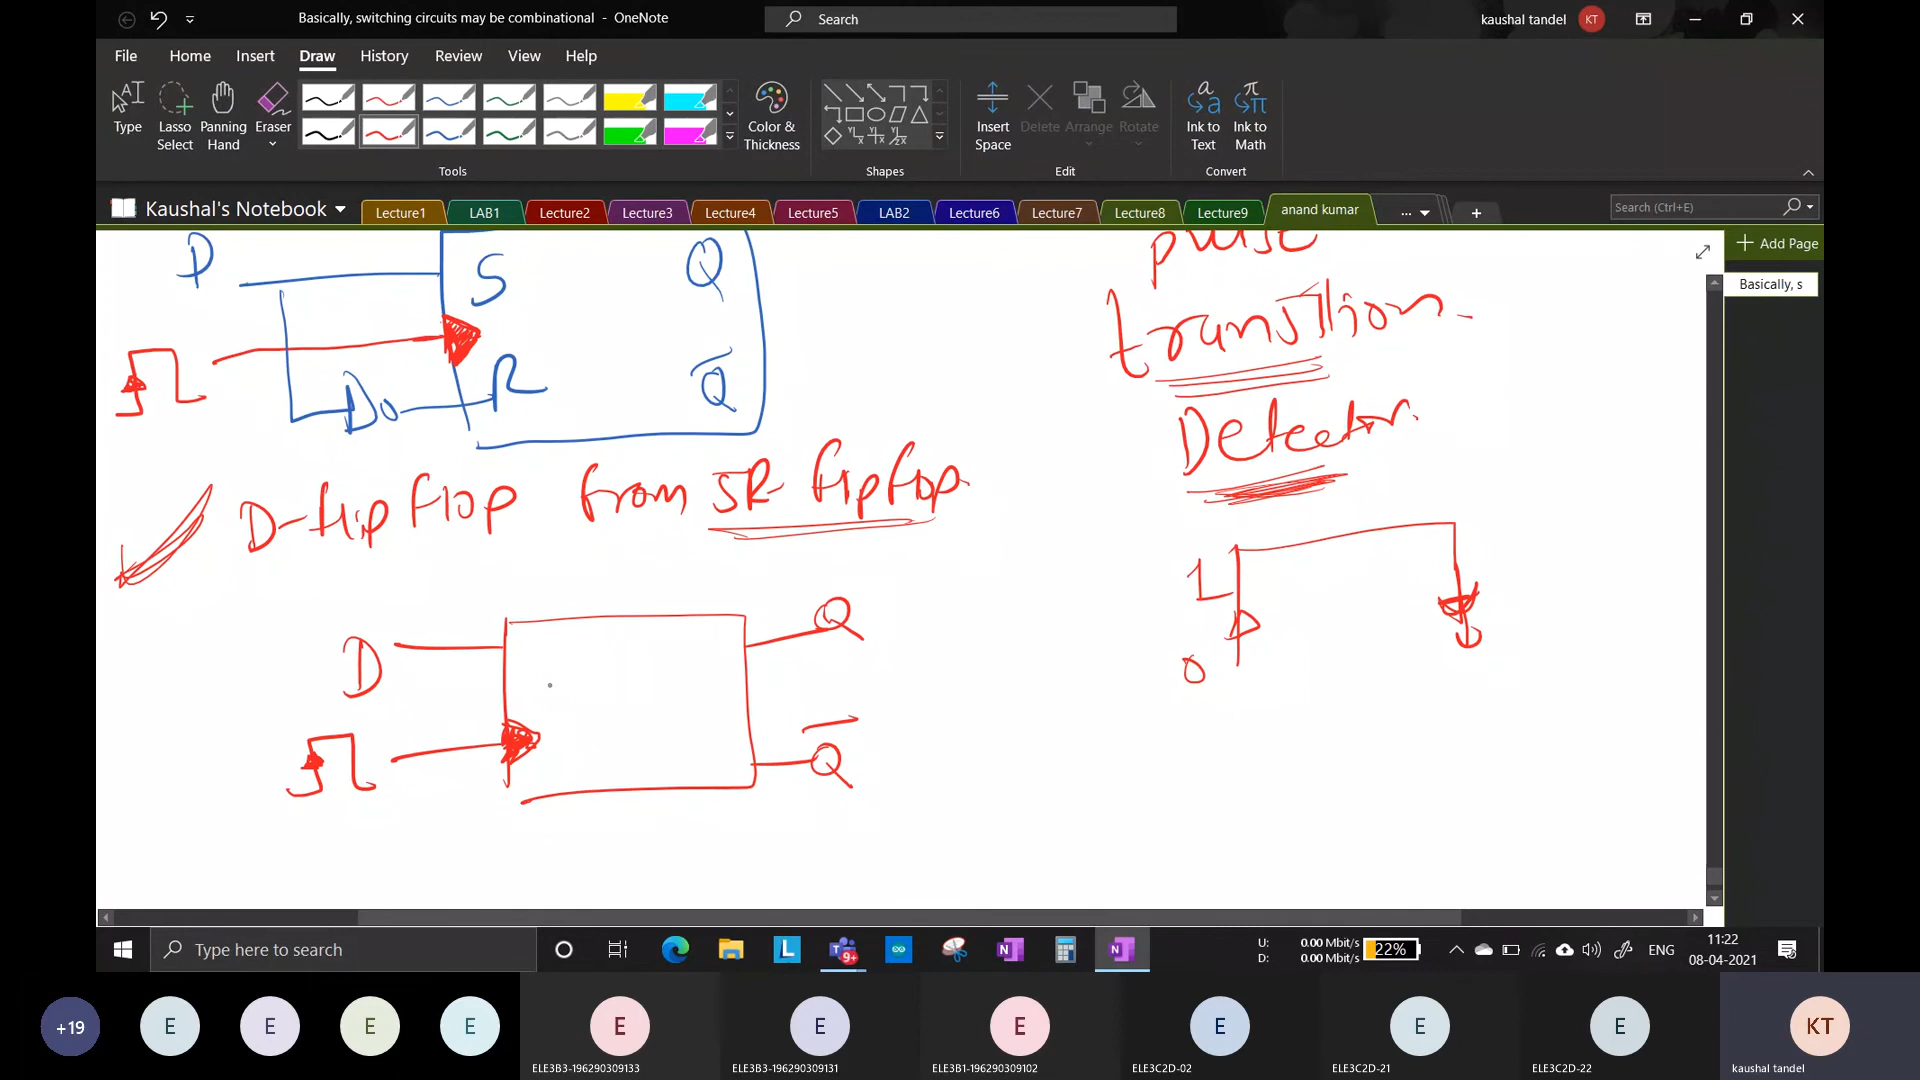 Basically, switching circuits may be combinational - OneNote
Search
kaushal tandel
KT
File Home Insert Draw History Review View Help
Type
Lasso Select
Panning Hand
Eraser
Color & Thickness
Insert Space
Delete
Arrange
Rotate
Ink to Text
Ink to Math
Tools
Shapes
Edit
Convert
Kaushal's Notebook
Lecture1 LAB1 Lecture2 Lecture3 Lecture4 Lecture5 LAB2 Lecture6 Lecture7 Lecture8 Lecture9 anand kumar ... +
Search (Ctrl+E)
Add Page
Basically, s
D
S
Q
R
Q̅
pulse
transition
Detector
D-flip flop from SR-flipflop
1
0
D
Q
Q̅
Type here to search
9+
U: 0.00 Mbit/s
D: 0.00 Mbit/s
22%
ENG
11:22
08-04-2021
+19
E
E
E
E
E
E
E
E
E
E
KT
ELE3B3-196290309133
ELE3B3-196290309131
ELE3B1-196290309102
ELE3C2D-02
ELE3C2D-21
ELE3C2D-22
kaushal tandel